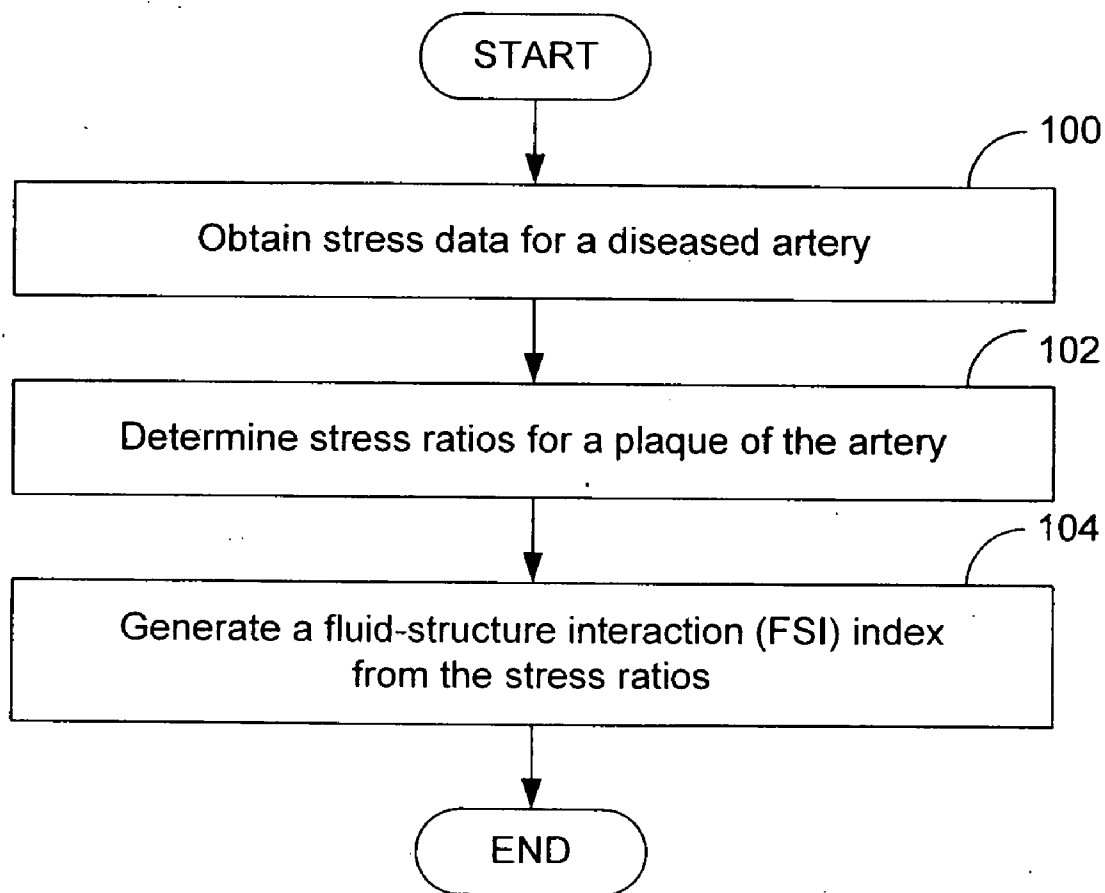 START
100
Obtain stress data for a diseased artery
102
Determine stress ratios for a plaque of the artery
104
Generate a fluid-structure interaction (FSI) index
from the stress ratios
END